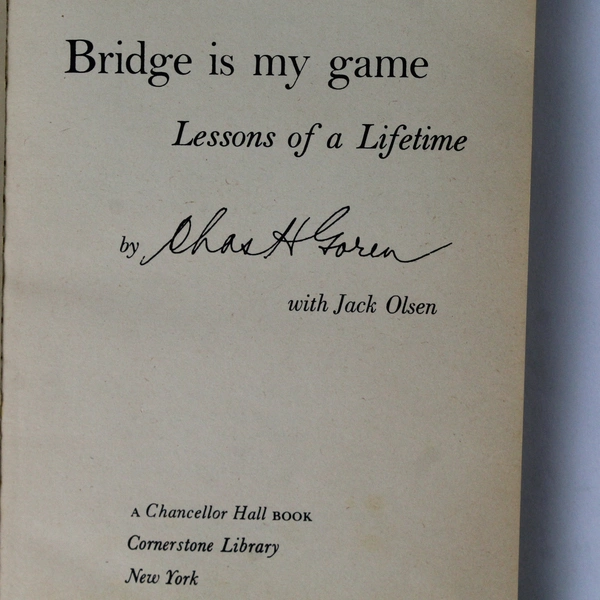 Bridge is my game
Lessons of a Lifetime
by Chas H Goren
with Jack Olsen
A Chancellor Hall BOOK
Cornerstone Library
New York